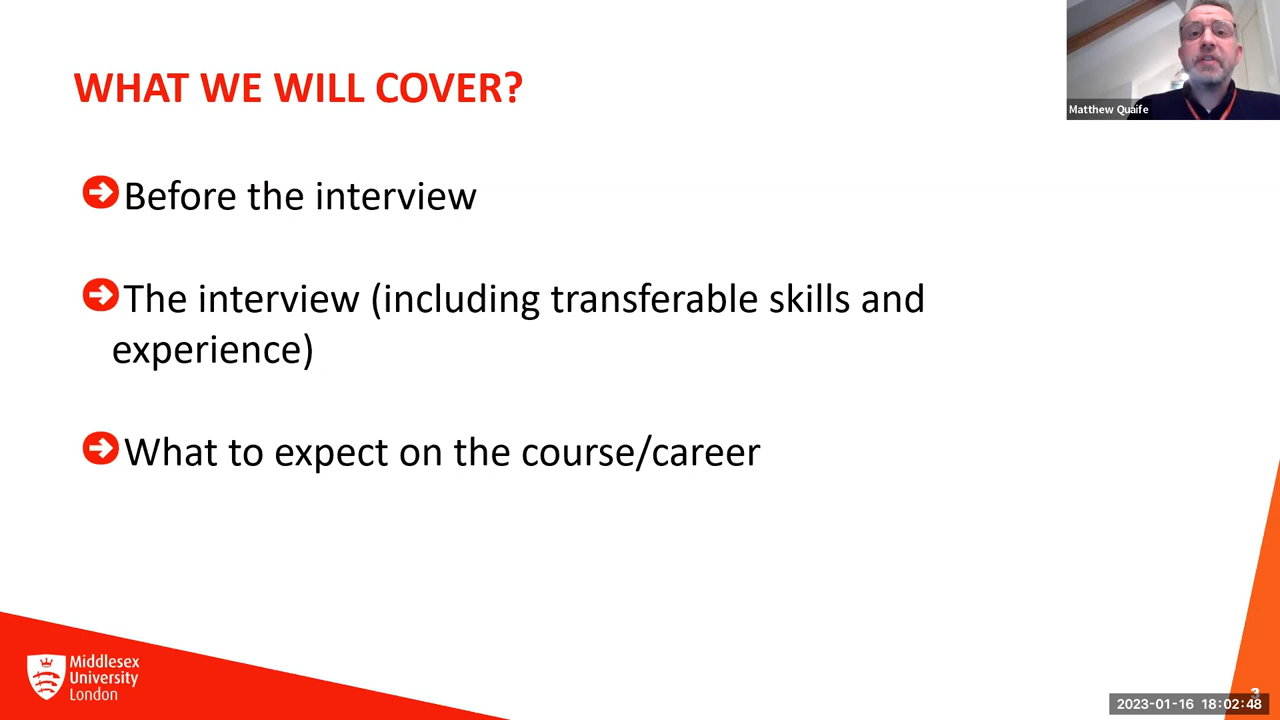 WHAT WE WILL COVER?
Matthew Quaife
Before the interview
The interview (including transferable skills and
experience)
What to expect on the course/career
Middlesex
University
London
3
2023-01-16 18:02:48